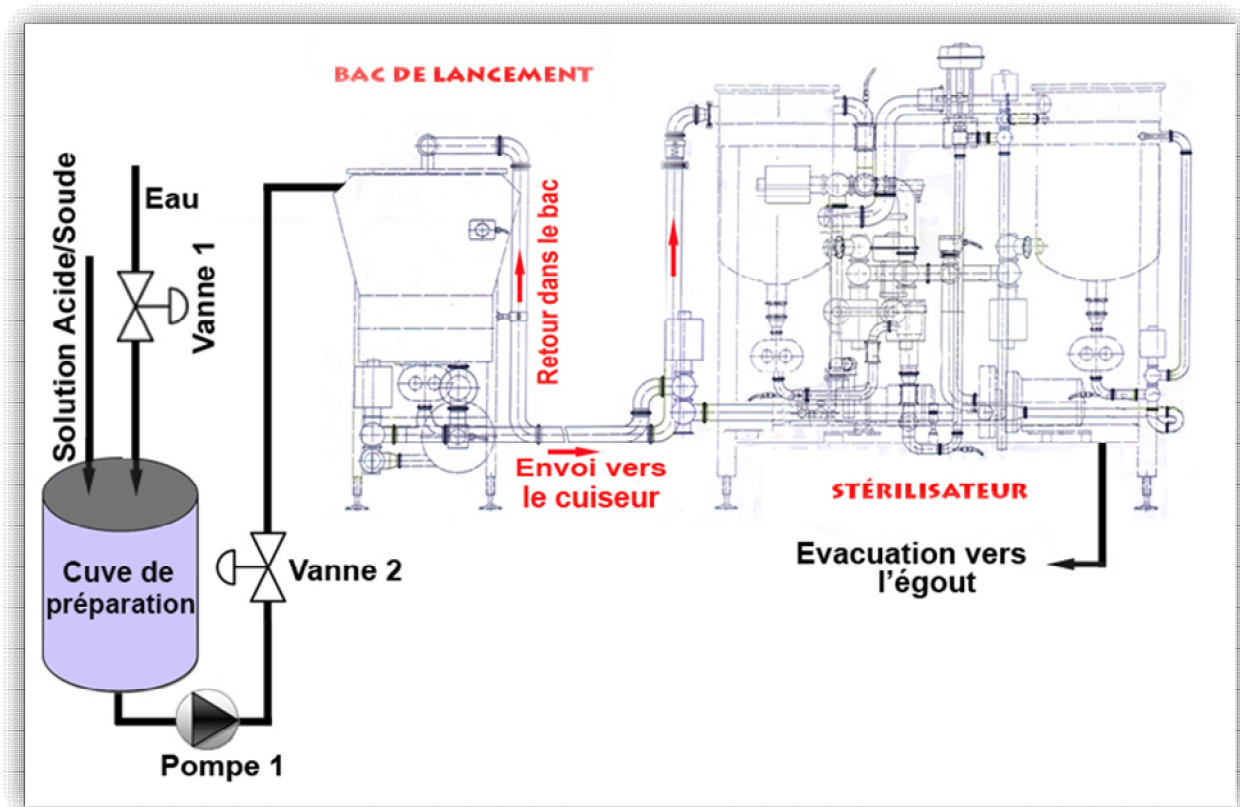 BAC DE LANCEMENT
Solution Acide/Soude
Eau
Vanne 1
Retour dans le bac
Envoi vers
le cuiseur
STÉRILISATEUR
Cuve de
préparation
Vanne 2
Evacuation vers
l'égout
Pompe 1